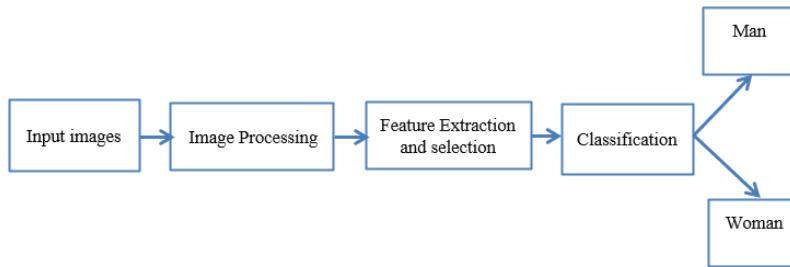 Man
Input images
Image Processing
Feature Extraction
and selection
Classification
Woman